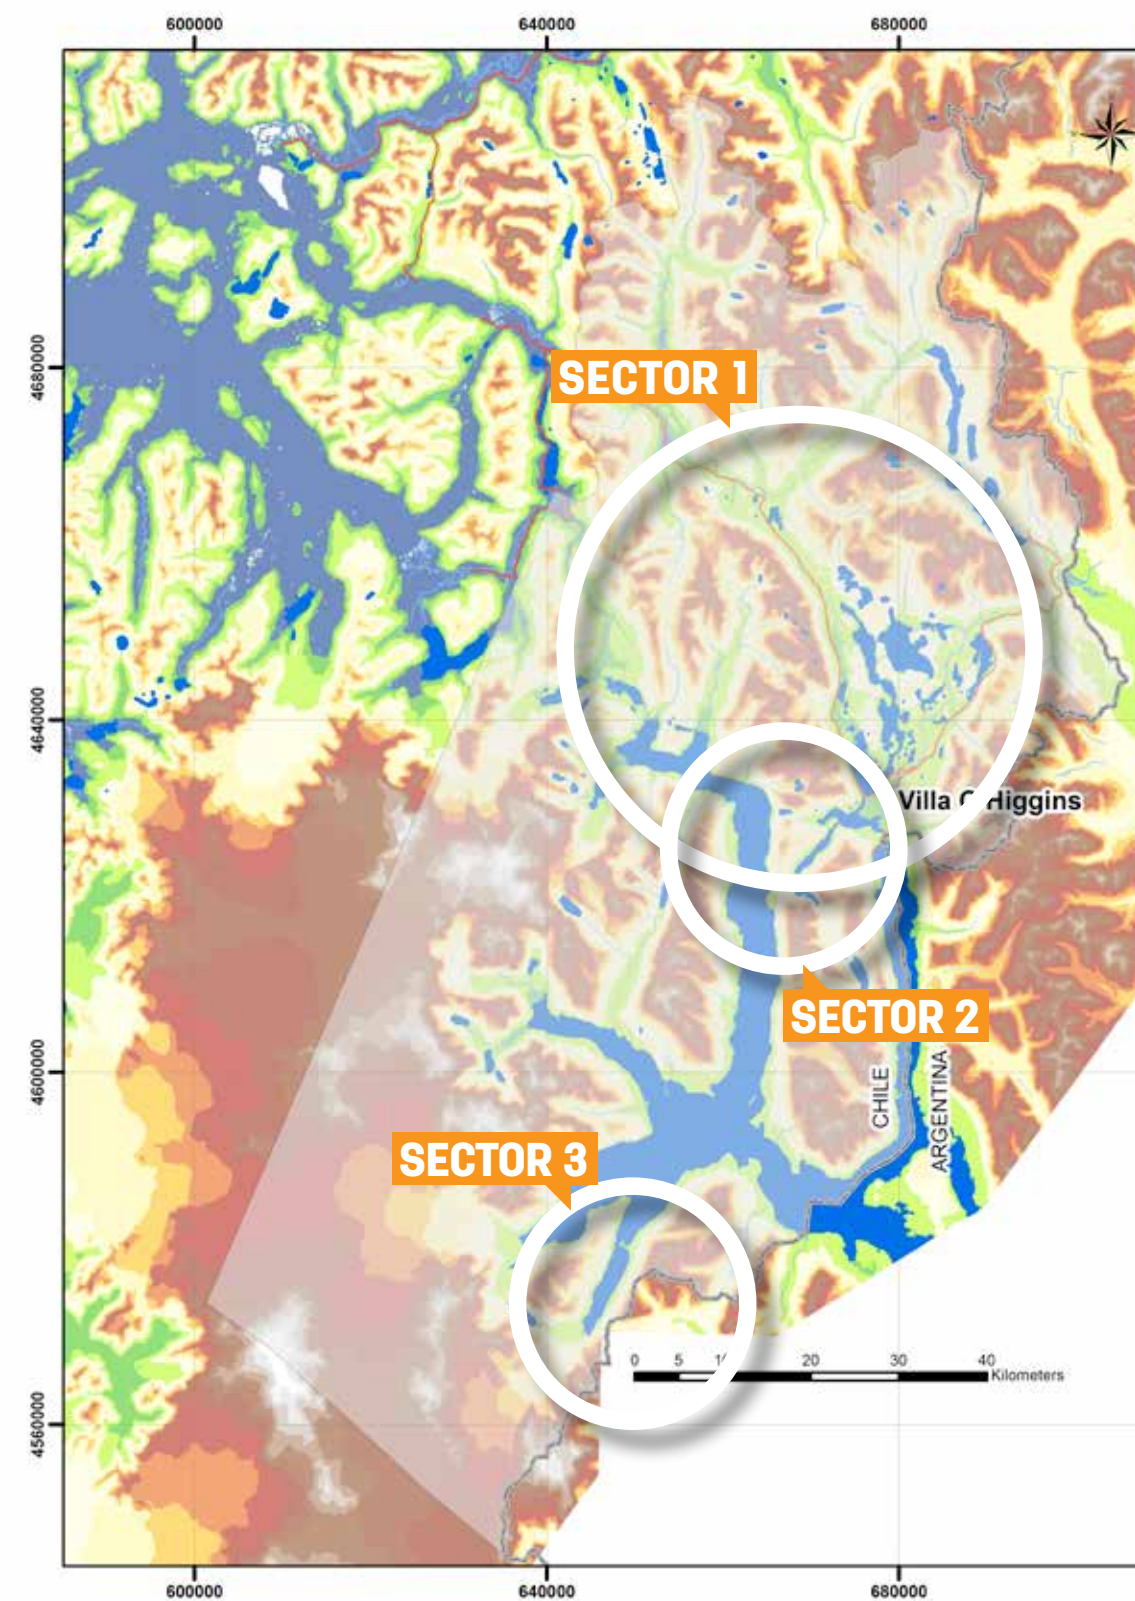 600000 640000 680000
4680000
SECTOR 1
4640000
Villa O Higgins
SECTOR 2
4600000
CHILE
ARGENTINA
SECTOR 3
0 5 20 30 40
Kilometers
4560000
600000 640000 680000